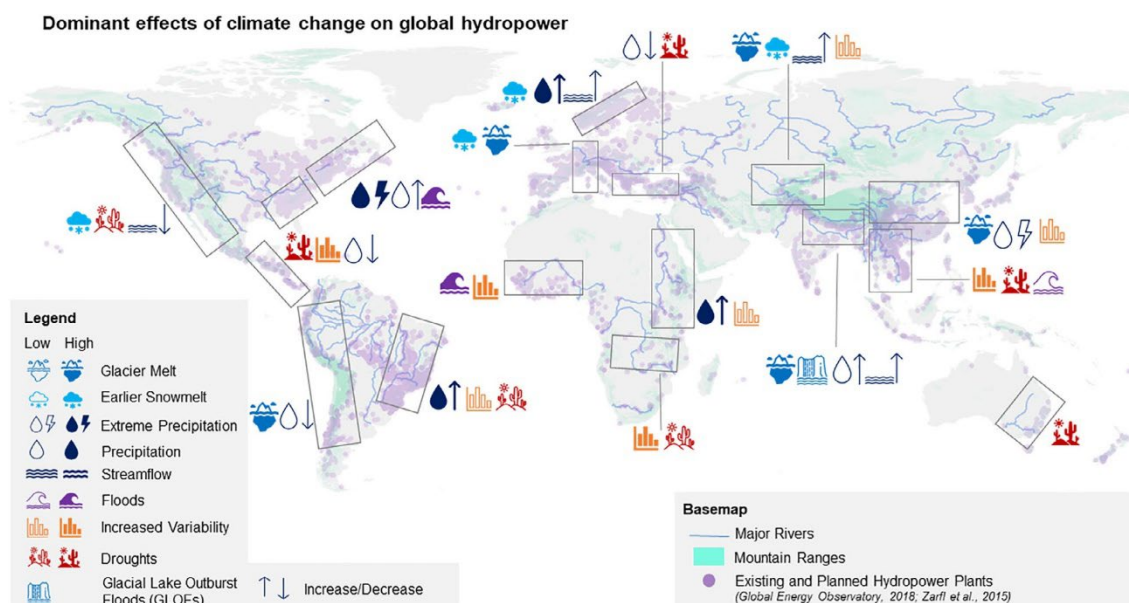 Dominant effects of climate change on global hydropower
Legend
Low High
Glacier Melt
Earlier Snowmelt
Extreme Precipitation
Precipitation
Streamflow
Floods
Increased Variability
Droughts
Glacial Lake Outburst
Floods (GLOFs)
Increase/Decrease
Basemap
Major Rivers
Mountain Ranges
Existing and Planned Hydropower Plants
(Global Energy Observatory, 2018; Zarfl et al., 2015)